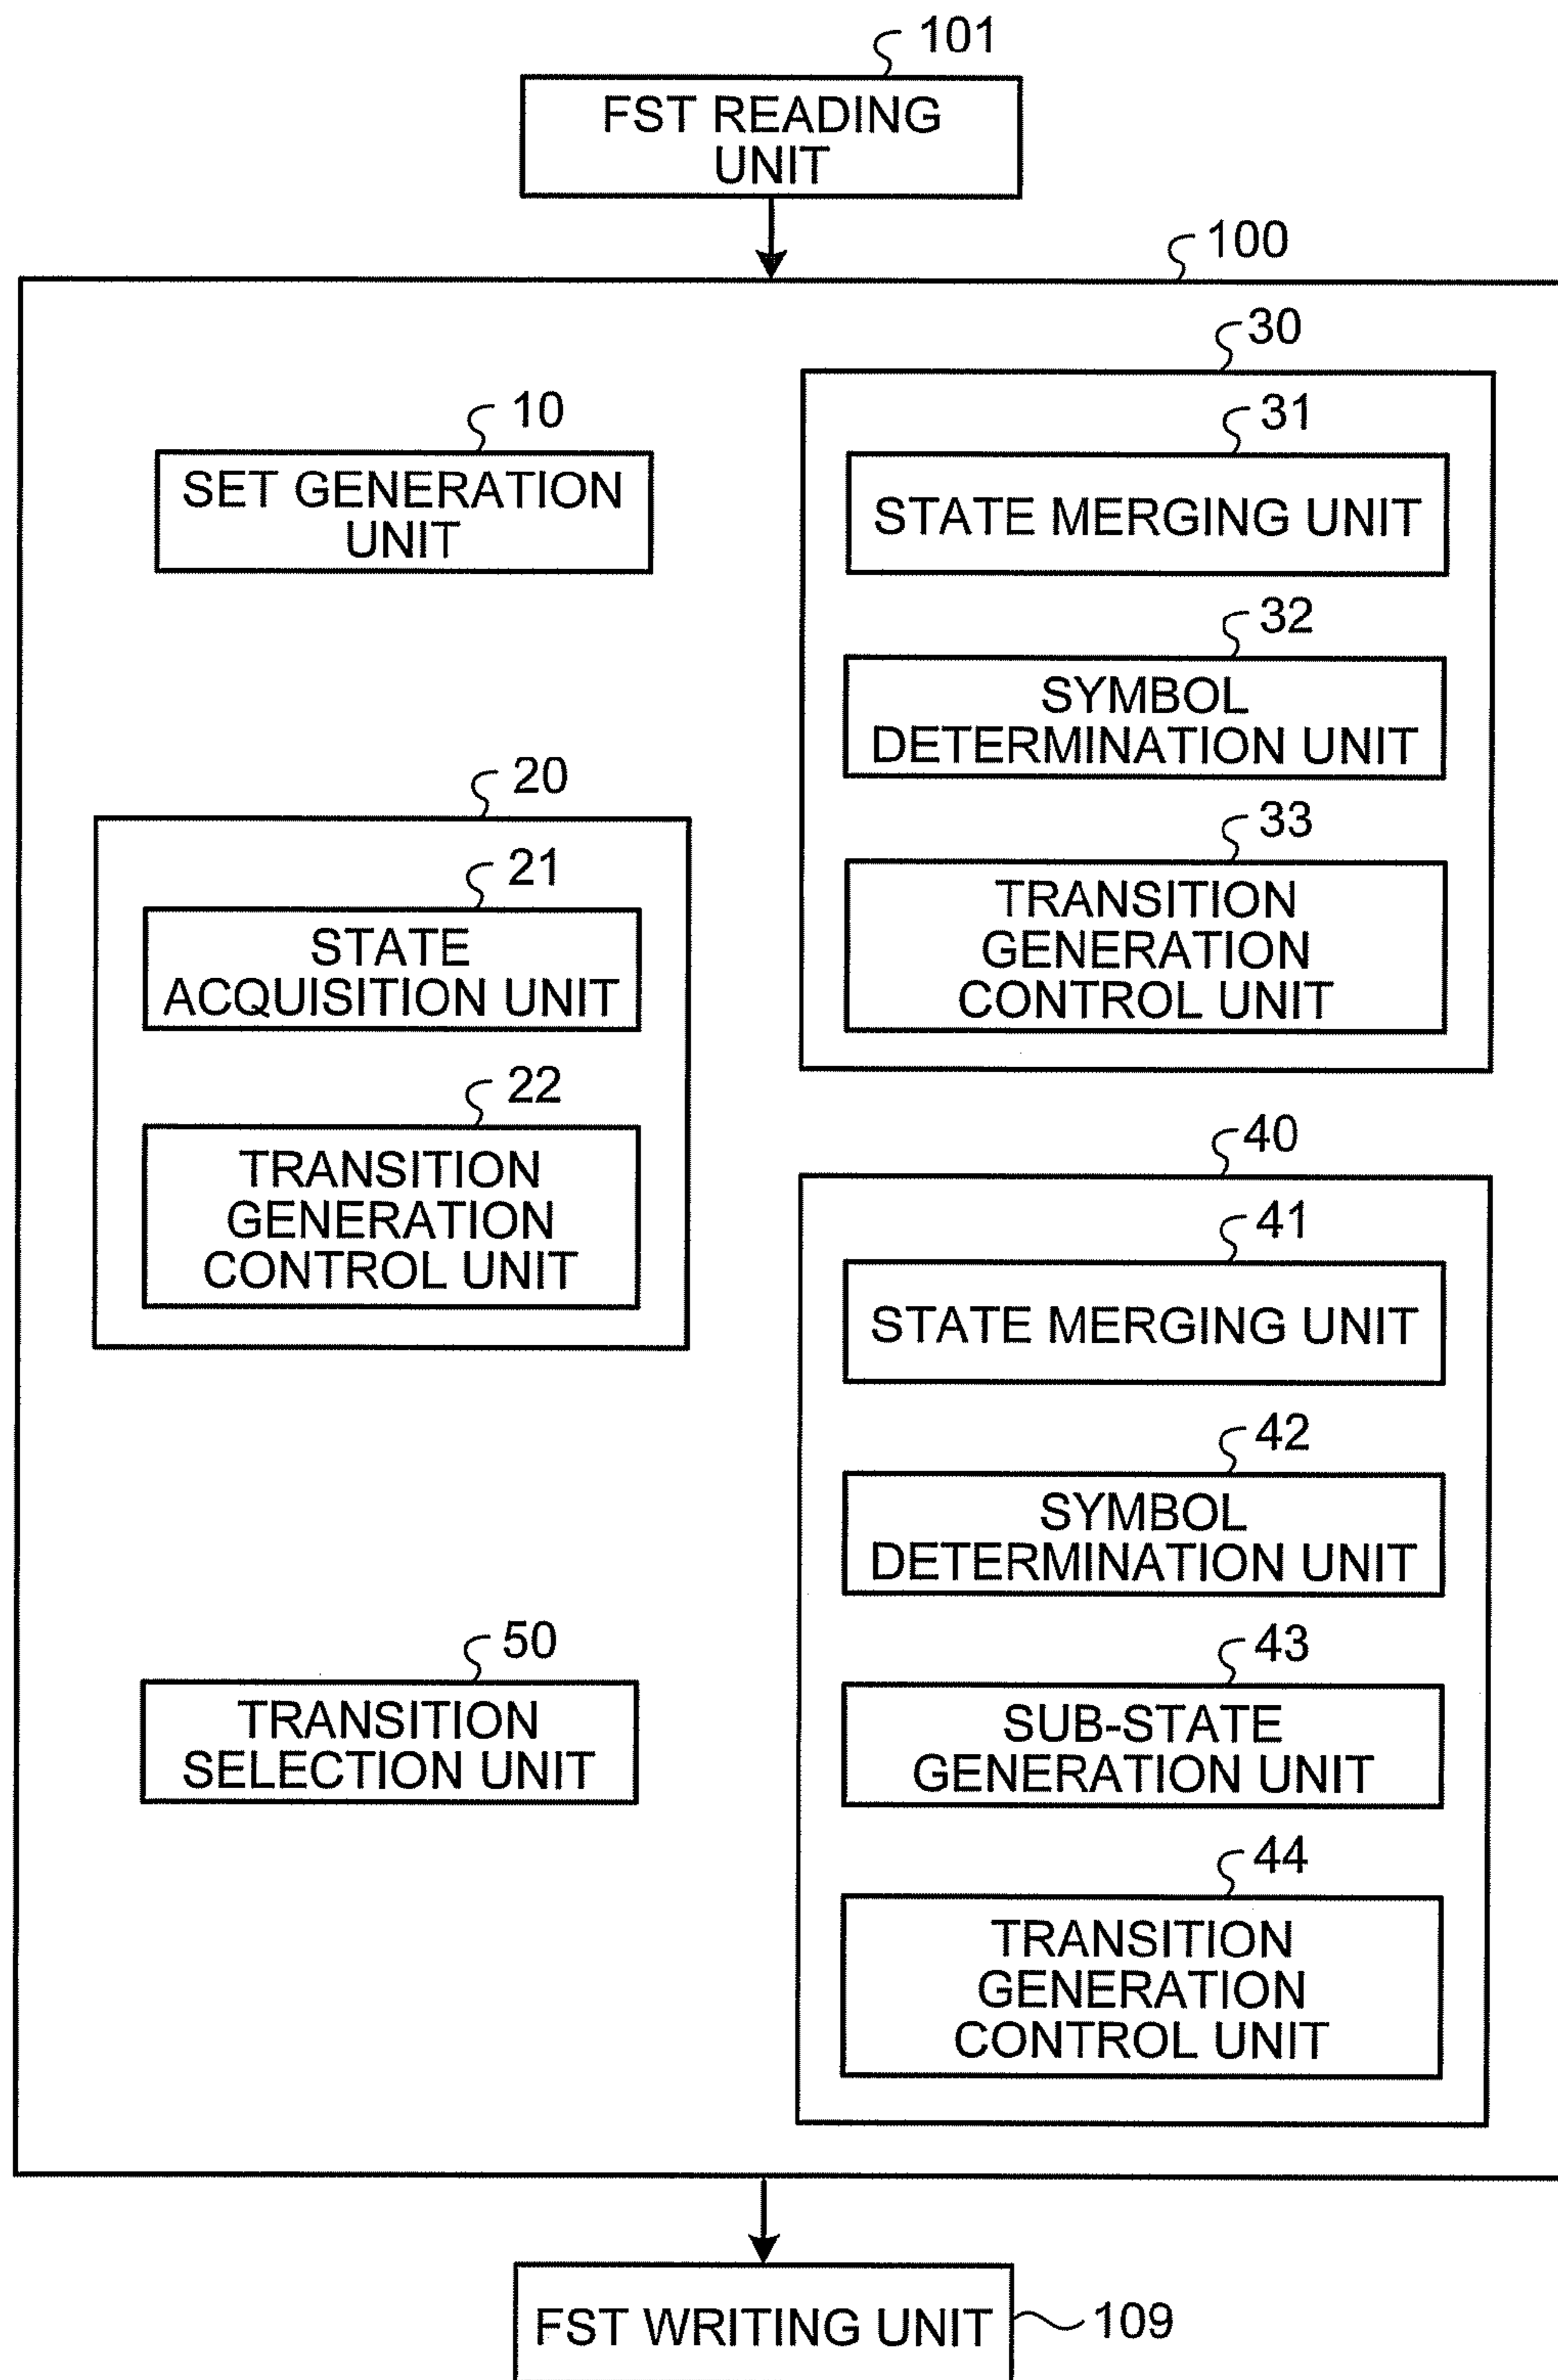 101
FST READING
UNIT
100
10
SET GENERATION
UNIT
20
21
STATE
ACQUISITION UNIT
22
TRANSITION
GENERATION
CONTROL UNIT
50
TRANSITION
SELECTION UNIT
30
31
STATE MERGING UNIT
32
SYMBOL
DETERMINATION UNIT
33
TRANSITION
GENERATION
CONTROL UNIT
40
41
STATE MERGING UNIT
42
SYMBOL
DETERMINATION UNIT
43
SUB-STATE
GENERATION UNIT
44
TRANSITION
GENERATION
CONTROL UNIT
FST WRITING UNIT
109